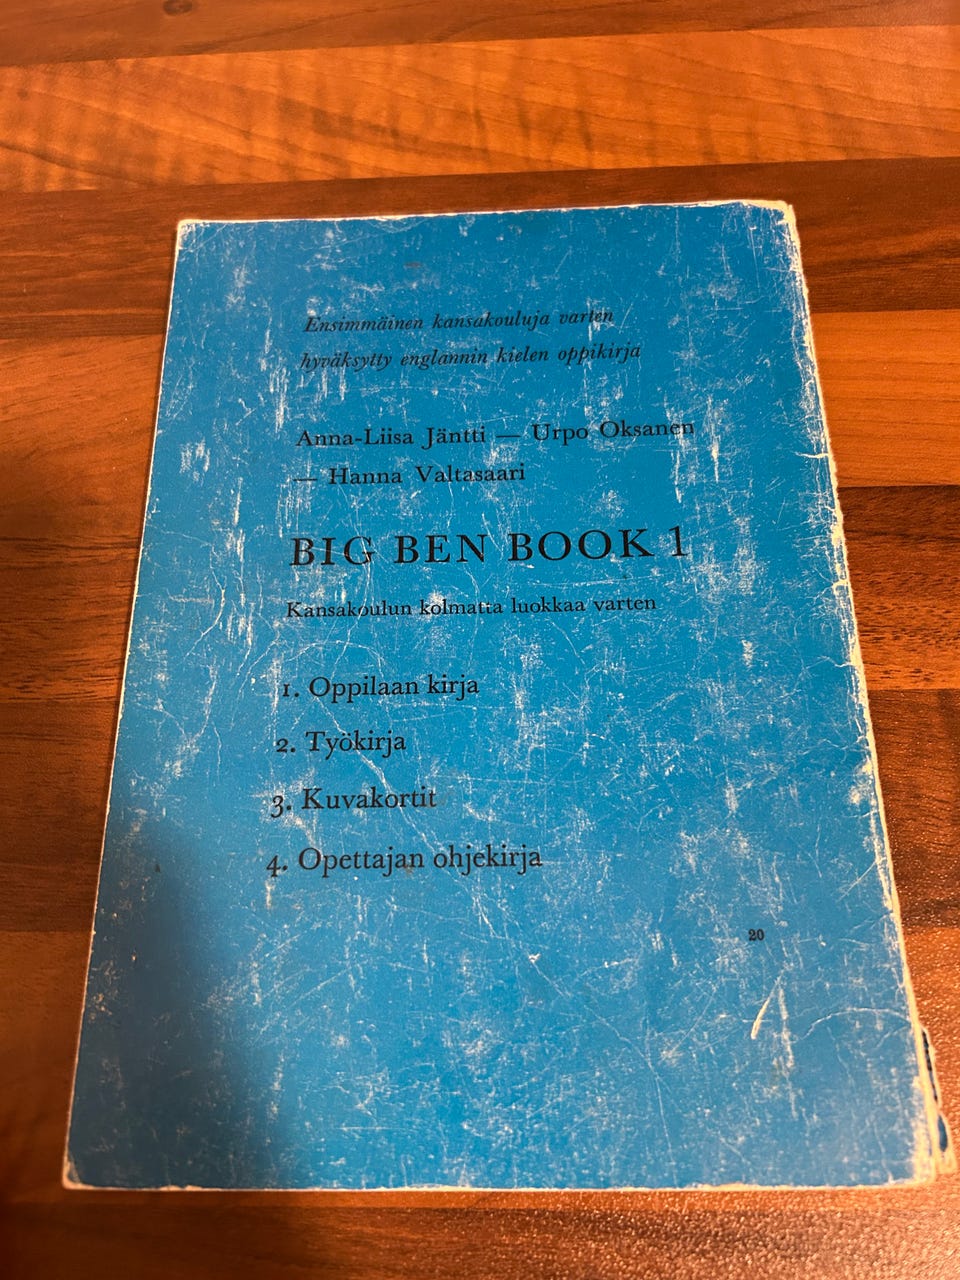 Ensimmäinen kansakouluja varten
hyväksytty englannin kielen oppikirja
Anna-Liisa Jäntti — Urpo Oksanen
— Hanna Valtasaari
BIG BEN BOOK 1
Kansakoulun kolmatta luokkaa varten
1. Oppilaan kirja
2. Työkirja
3. Kuvakortit
4. Opettajan ohjekirja
20